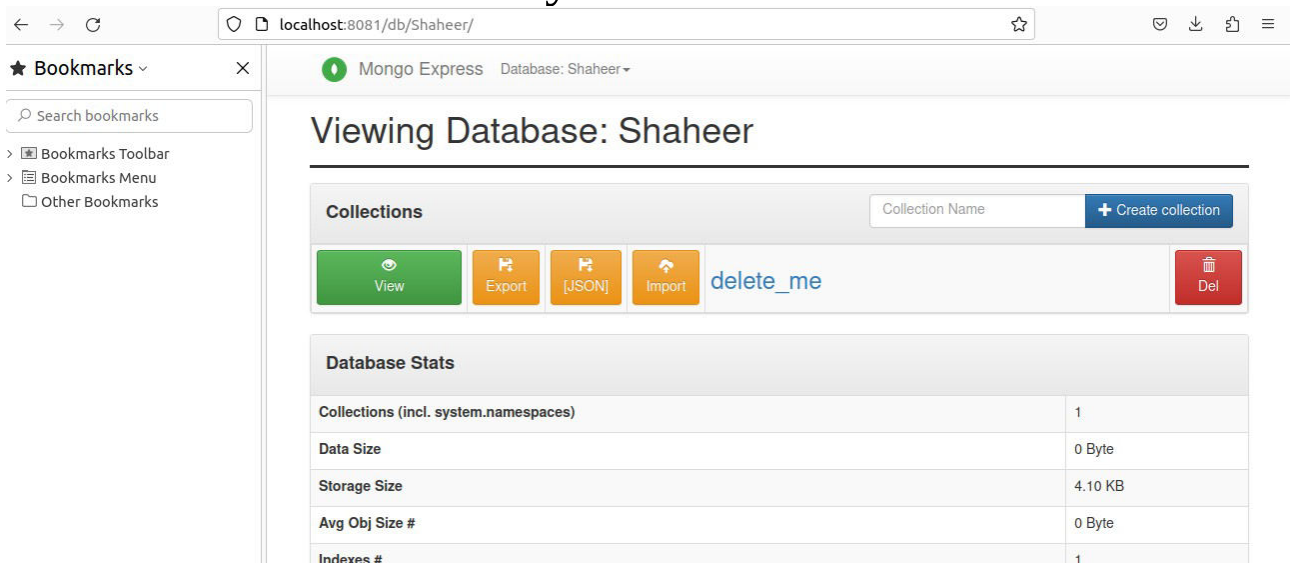 localhost:8081/db/Shaheer/
Bookmarks
Search bookmarks
Bookmarks Toolbar
Bookmarks Menu
Other Bookmarks
Mongo Express Database: Shaheer
Viewing Database: Shaheer
Collections Collection Name + Create collection
View Export [JSON] Import delete_me Del
Database Stats
Collections (incl. system.namespaces) 1
Data Size 0 Byte
Storage Size 4.10 KB
Avg Obj Size # 0 Byte
Indexes # 1